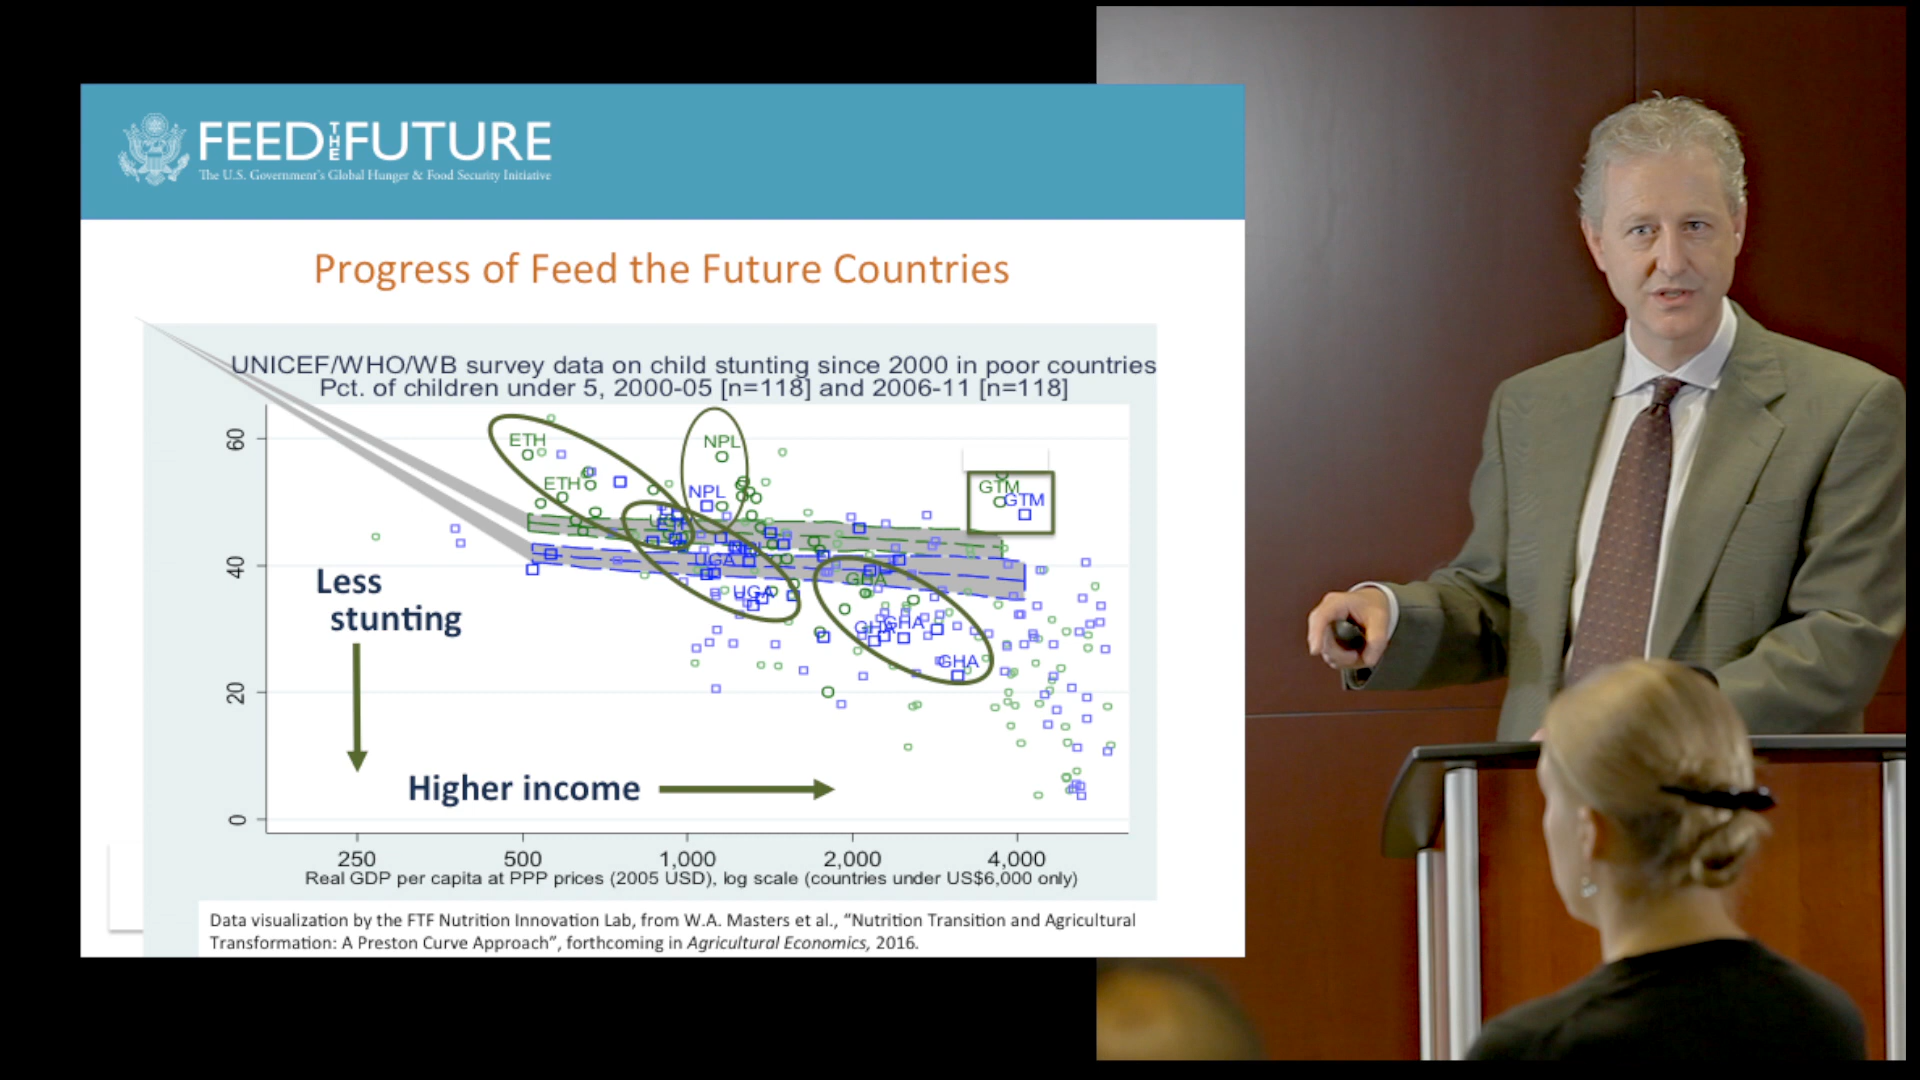 FEED THE FUTURE
The U.S. Government's Global Hunger & Food Security Initiative
Progress of Feed the Future Countries
UNICEF/WHO/WB survey data on child stunting since 2000 in poor countries
Pct. of children under 5, 2000-05 [n=118] and 2006-11 [n=118]
60
40
20
0
ETH
ETH
NPL
NPL
GTM
GTM
UGA
UGA
GHA
GHA
GHA
GHA
Less
stunting
Higher income
250 500 1,000 2,000 4,000
Real GDP per capita at PPP prices (2005 USD), log scale (countries under US$6,000 only)
Data visualization by the FTF Nutrition Innovation Lab, from W.A. Masters et al., “Nutrition Transition and Agricultural
Transformation: A Preston Curve Approach”, forthcoming in Agricultural Economics, 2016.